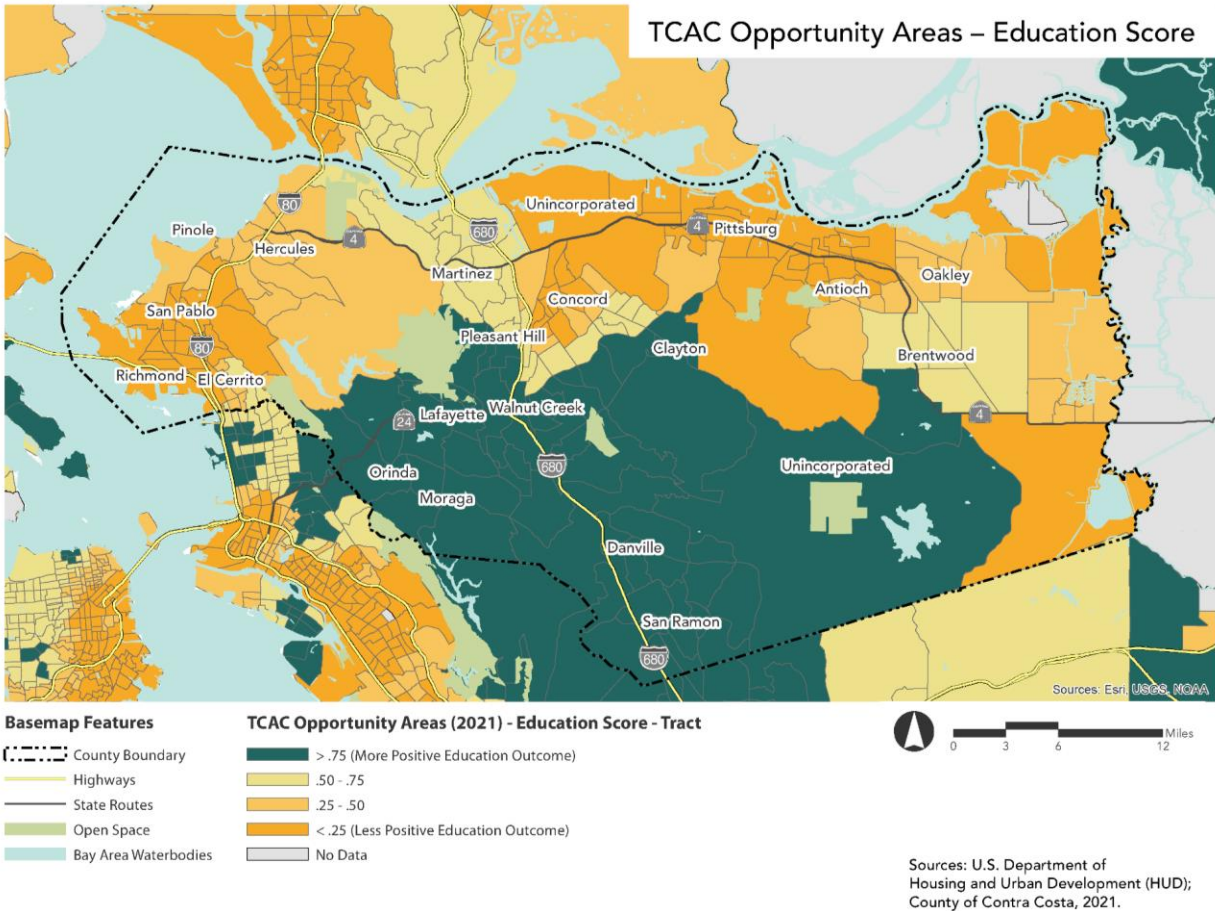 TCAC Opportunity Areas – Education Score
80
Unincorporated
Pinole
4
680
4
Pittsburg
Hercules
Martinez
Oakley
Antioch
Concord
San Pablo
80
Pleasant Hill
Clayton
Brentwood
Richmond
El Cerrito
4
24
Lafayette
Walnut Creek
Orinda
680
Unincorporated
Moraga
Danville
San Ramon
680
Sources: Esri, USGS, NOAA
Basemap Features
County Boundary
Highways
State Routes
Open Space
Bay Area Waterbodies
TCAC Opportunity Areas (2021) - Education Score - Tract
> .75 (More Positive Education Outcome)
.50 - .75
.25 - .50
< .25 (Less Positive Education Outcome)
No Data
Miles
0 3 6 12
Sources: U.S. Department of
Housing and Urban Development (HUD);
County of Contra Costa, 2021.